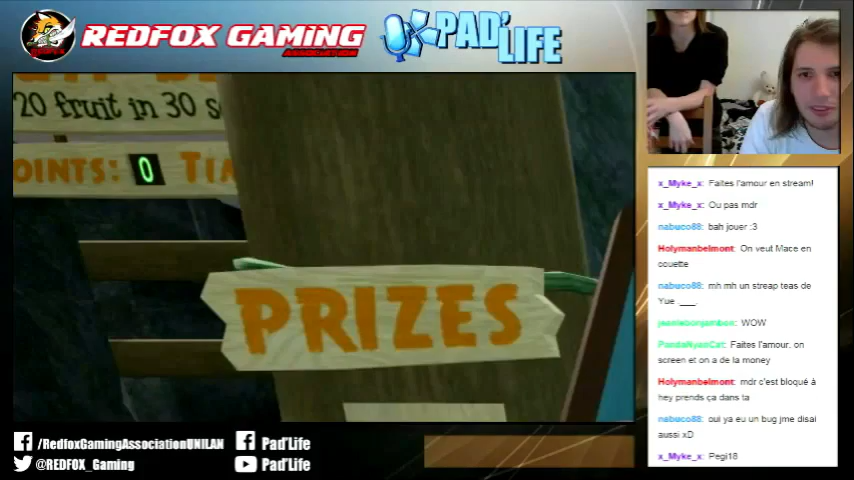 REDFOX GAMING
ASSOCIATION
PAD'LIFE
20 fruit in 30 s
OINTS: 0 TI
PRIZES
x_Myke_x: Faites l'amour en stream!
x_Myke_x: Ou pas mdr
nabuco88: bah jouer :3
Holymanbelmont: On veut Mace en
couette
nabuco88: mh mh un streap teas de
Yue .___.
jeaniebonjambon: WOW
PandaNyanCat: Faites l'amour, on
screen et on a de la money
Holymanbelmont: mdr c'est bloqué à
hey prends ça dans ta
nabuco88: oui ya eu un bug jme disai
aussi xD
x_Myke_x: Pegi18
/RedfoxGamingAssociationUNILAN
Pad'Life
@REDFOX_Gaming
Pad'Life